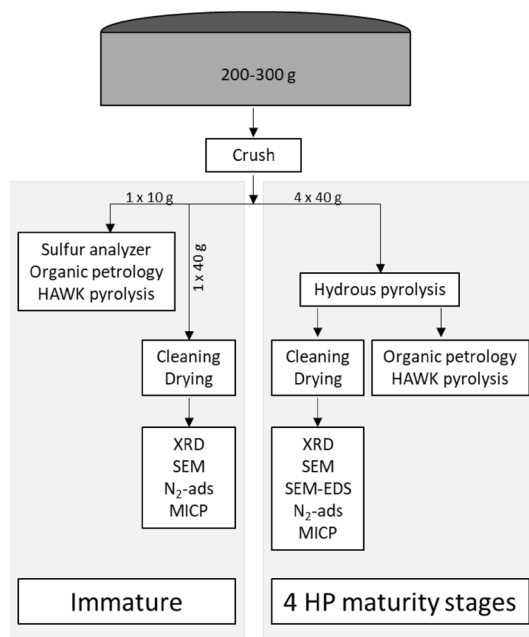 200-300 g
Crush
1 x 10 g
4 x 40 g
Sulfur analyzer
Organic petrology
HAWK pyrolysis
1 x 40 g
Hydrous pyrolysis
Cleaning
Drying
Cleaning
Drying
Organic petrology
HAWK pyrolysis
XRD
SEM
N₂-ads
MICP
XRD
SEM
SEM-EDS
N₂-ads
MICP
Immature
4 HP maturity stages